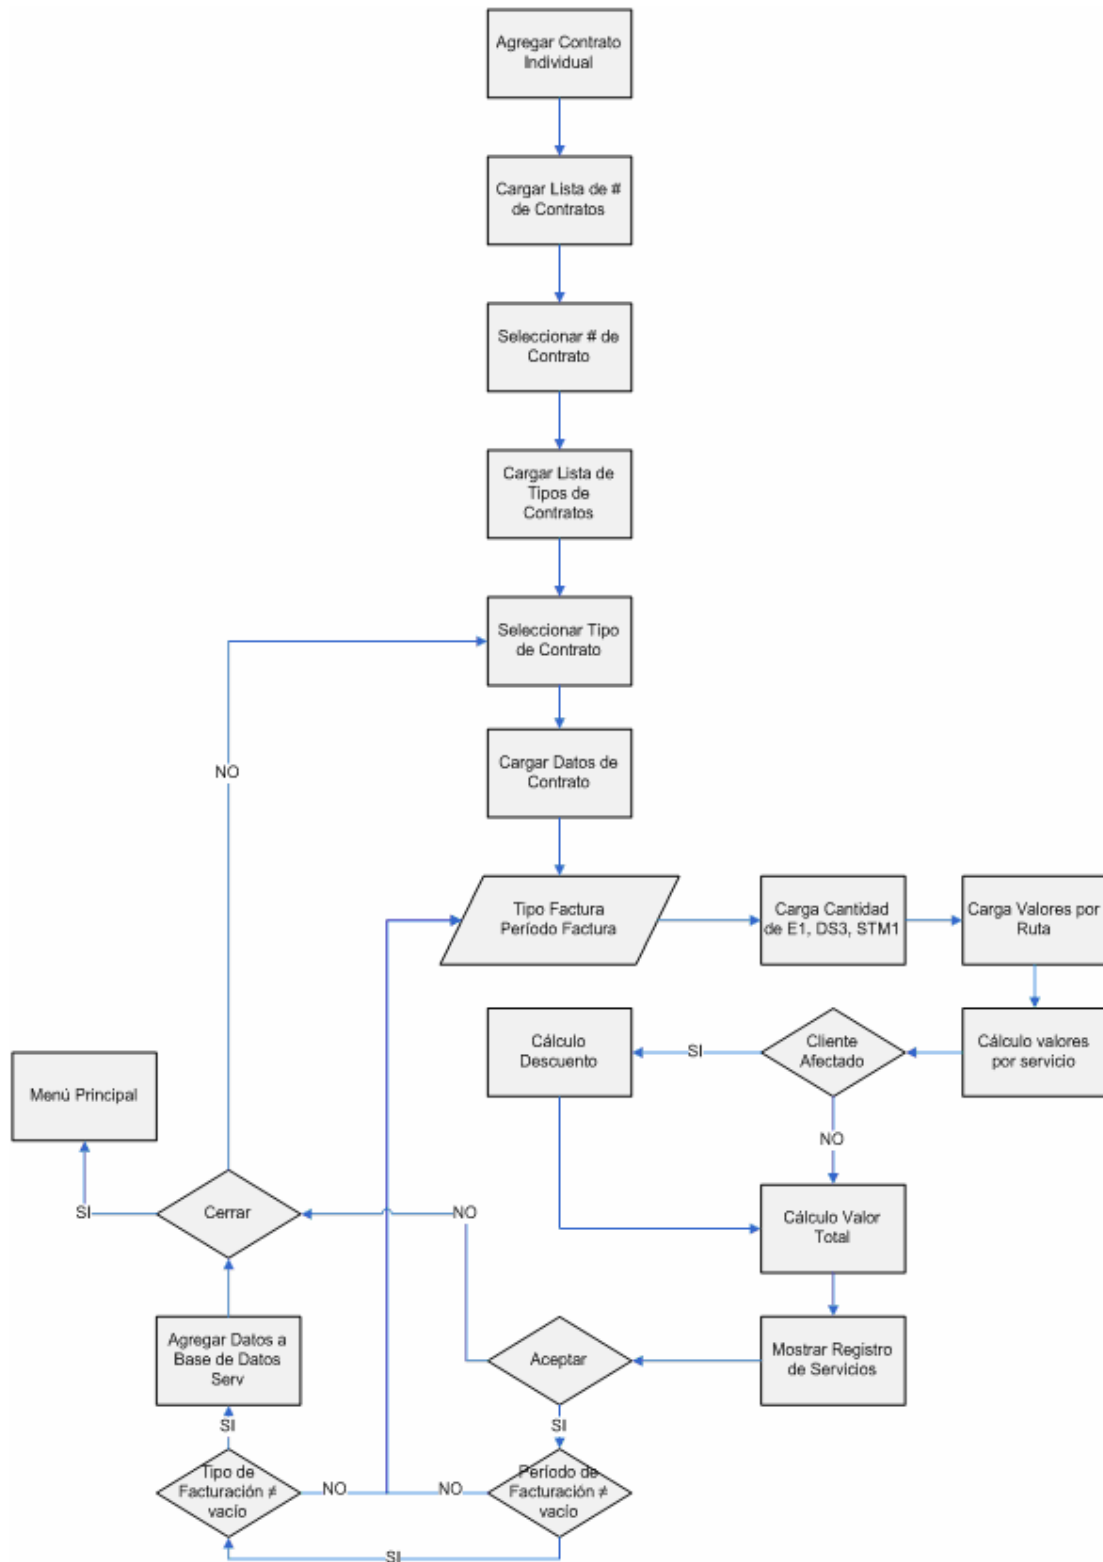 Agregar Contrato
Individual
Cargar Lista de #
de Contratos
Seleccionar # de
Contrato
Cargar Lista de
Tipos de
Contratos
Seleccionar Tipo
de Contrato
NO
Cargar Datos de
Contrato
Tipo Factura
Período Factura
Carga Cantidad
de E1, DS3, STM1
Carga Valores por
Ruta
Cálculo valores
por servicio
Cliente
Afectado
SI
Cálculo
Descuento
NO
Menú Principal
SI
Cerrar
NO
Cálculo Valor
Total
Agregar Datos a
Base de Datos
Serv
Aceptar
Mostrar Registro
de Servicios
SI
SI
Tipo de
Facturación ≠
vacío
NO
NO
Período de
Facturación ≠
vacío
SI